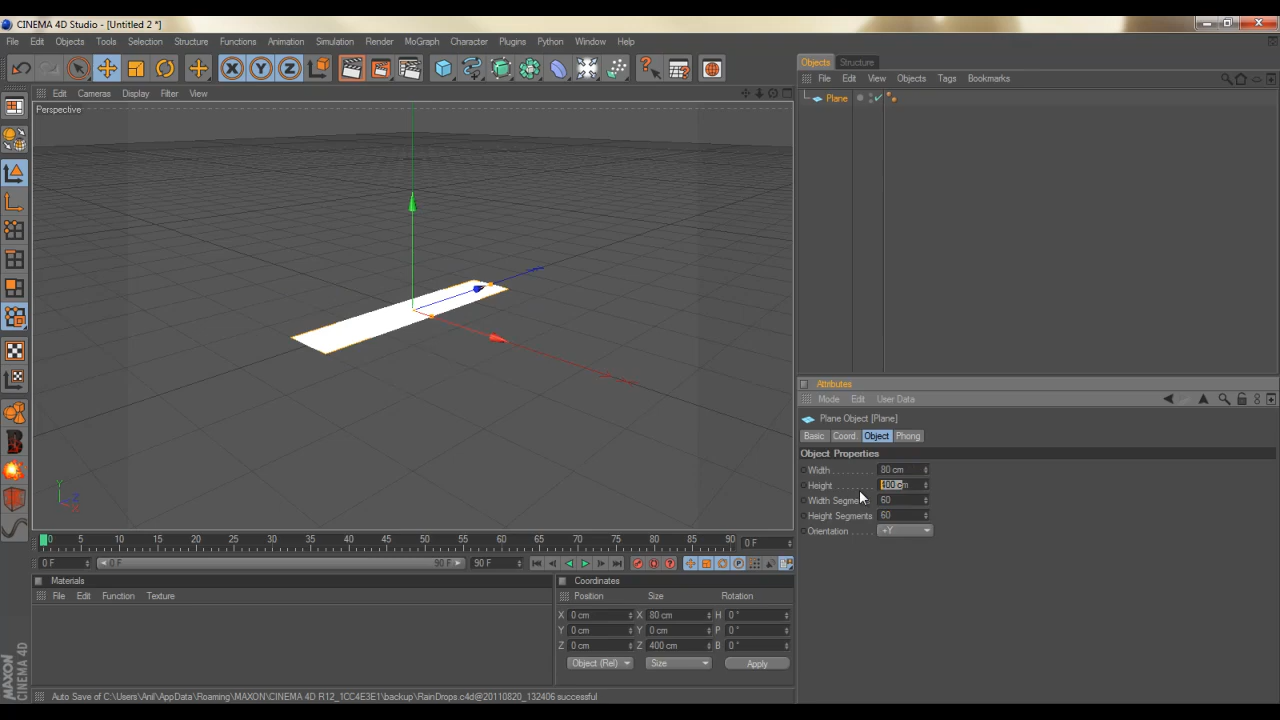 CINEMA 4D Studio - [Untitled 2 *]
File Edit Objects Tools Selection Structure Functions Animation Simulation Render MoGraph Character Plugins Python Window Help
Edit Cameras Display Filter View
Perspective
Y
Z
X
0 5 10 15 20 25 30 35 40 45 50 55 60 65 70 75 80 85 90 0 F
0 F 0 F 90 F 90 F
Materials
File Edit Function Texture
Coordinates
Position Size Rotation
X 0 cm X 80 cm H 0 °
Y 0 cm Y 0 cm P 0 °
Z 0 cm Z 400 cm B 0 °
Object (Rel) Size Apply
MAXON
CINEMA 4D
Auto Save of C:\Users\Anil\AppData\Roaming\MAXON\CINEMA 4D R12_1CC4E3E1\backup\RainDrops.c4d@20110820_132406 successful
Objects Structure
File Edit View Objects Tags Bookmarks
Plane
Attributes
Mode Edit User Data
Plane Object [Plane]
Basic Coord. Object Phong
Object Properties
Width 80 cm
Height 400 cm
Width Segm 60
Height Segments 60
Orientation +Y